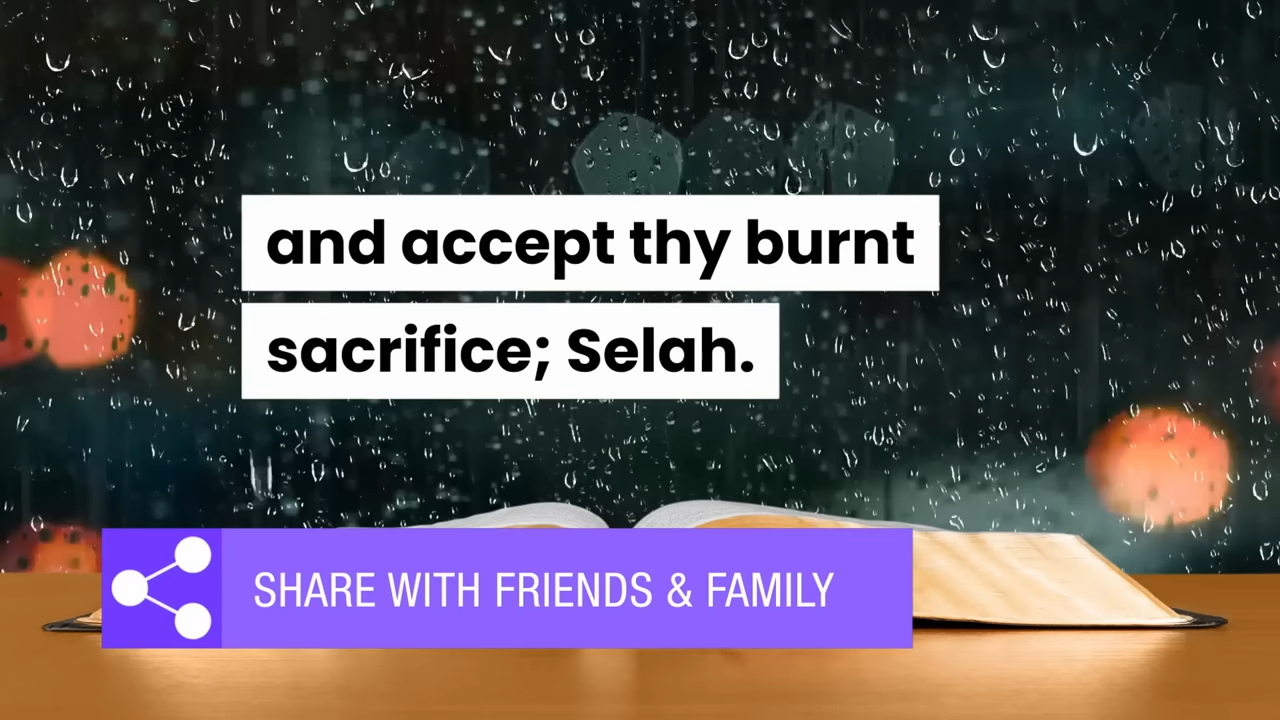 and accept thy burnt
sacrifice; Selah.
SHARE WITH FRIENDS & FAMILY